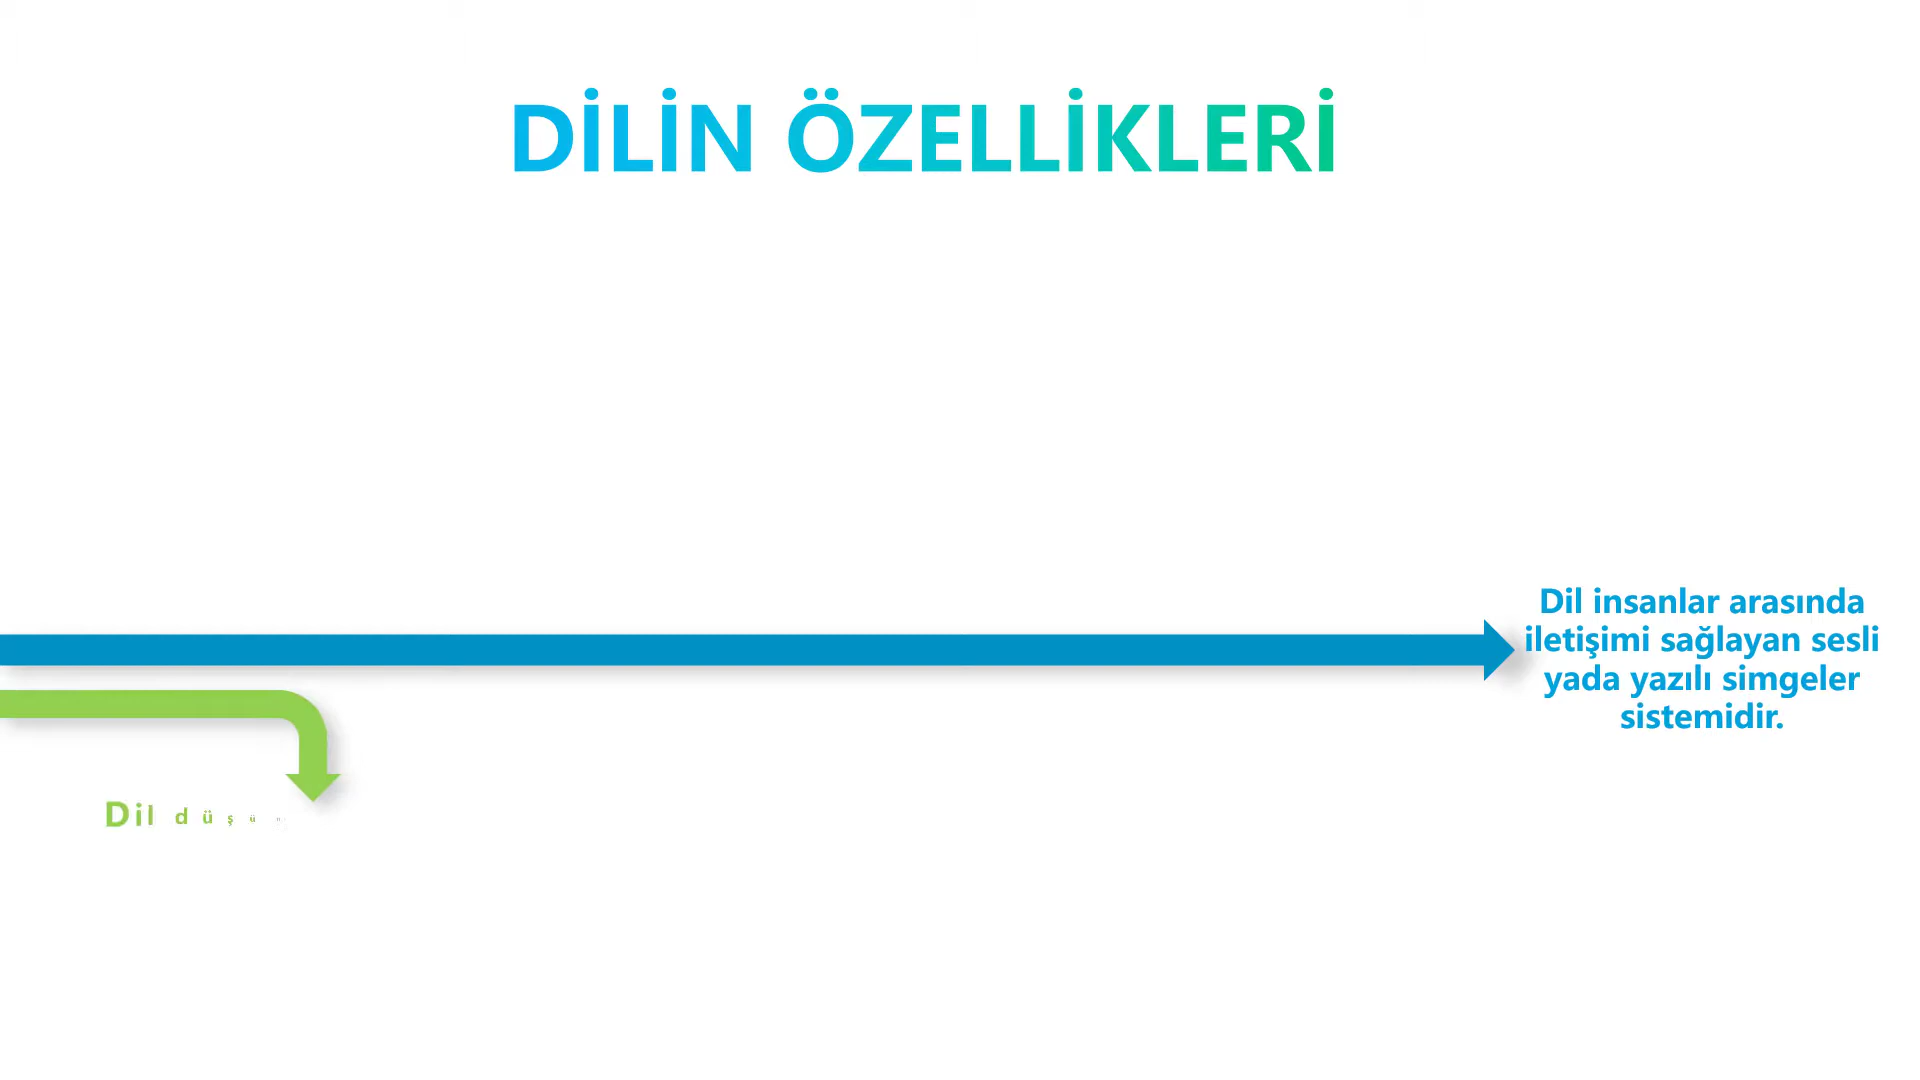 DİLİN ÖZELLİKLERİ
Dil insanlar arasında
iletişimi sağlayan sesli
yada yazılı simgeler
sistemidir.
Dil